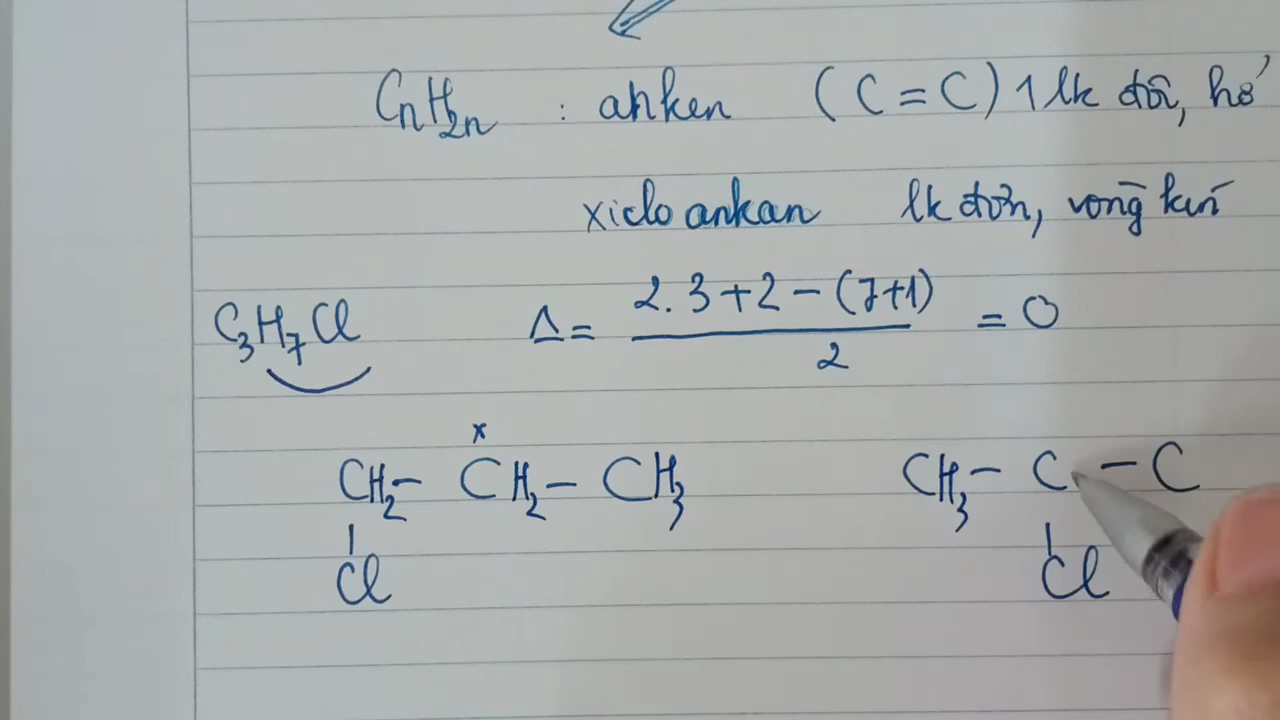 CnH2n : anken (C=C) 1 lk đôi, hở
xicloankan lk đơn, vòng kín
C3H7Cl Δ = (2.3+2-(7+1))/2 = 0
x
CH2- CH2- CH3 CH3- C -C
Cl Cl